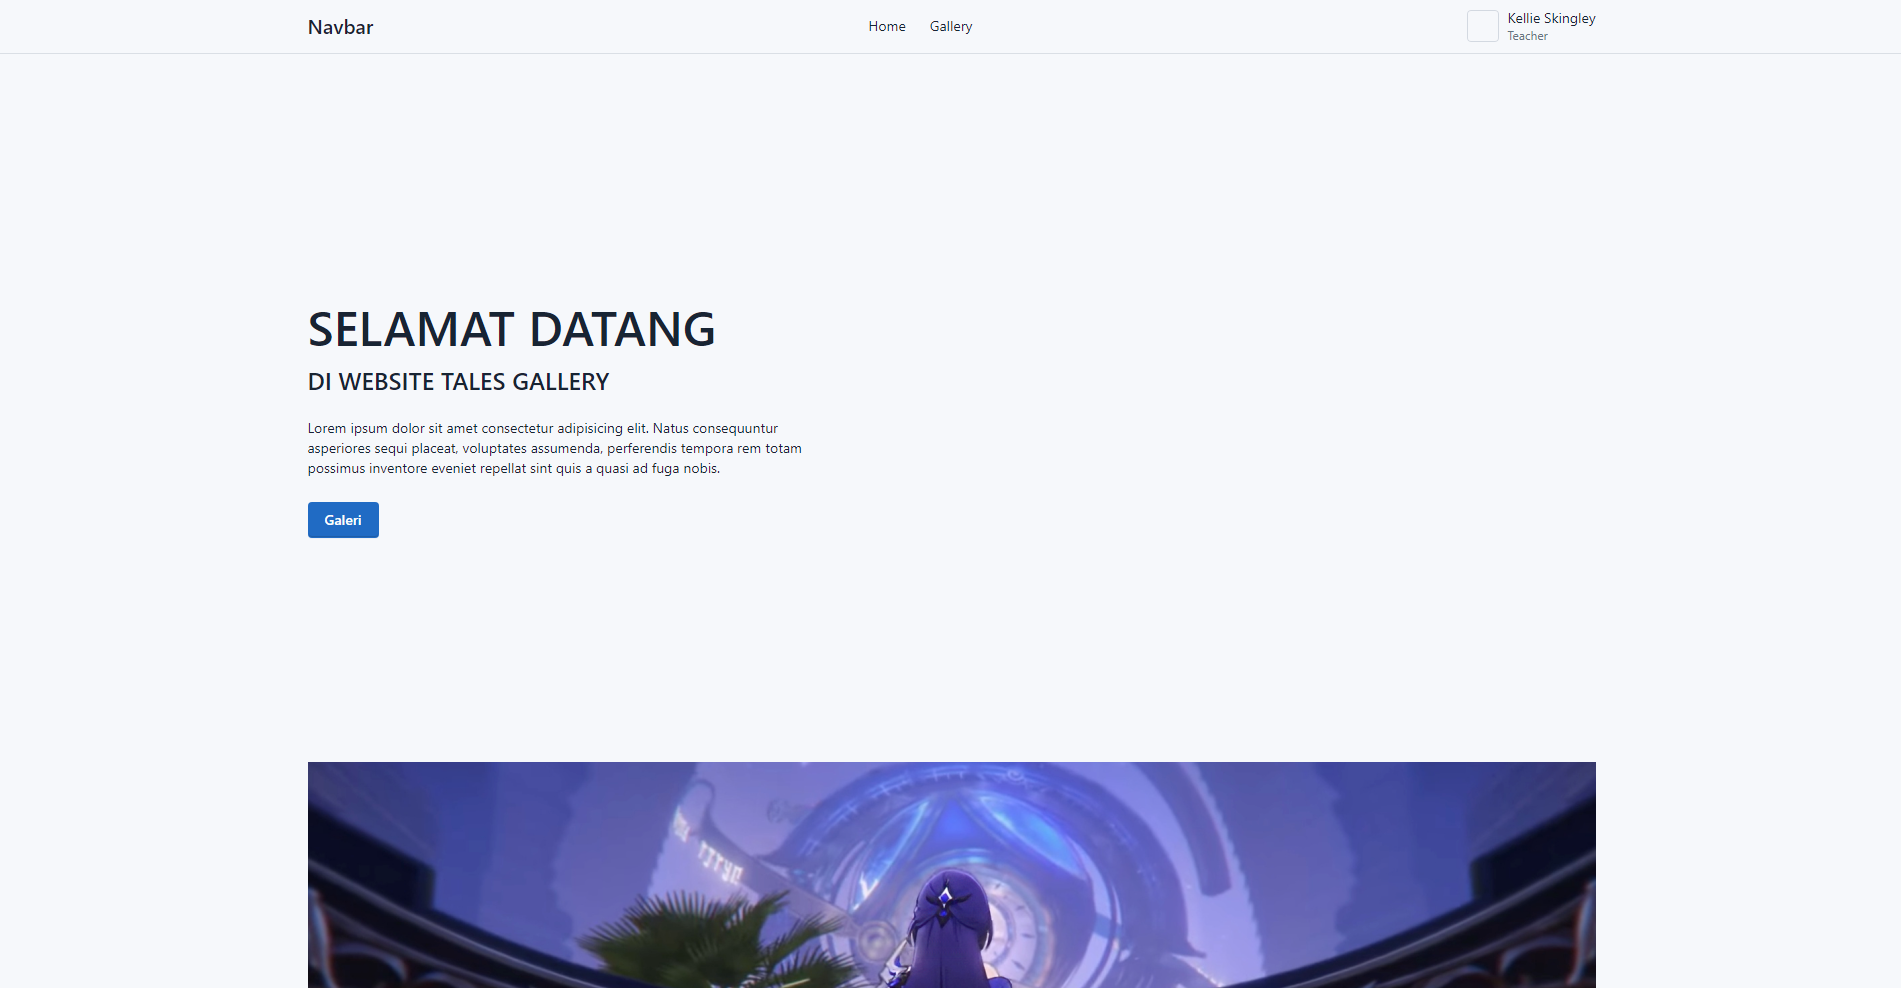 Navbar
Home
Gallery
Kellie Skingley
Teacher
SELAMAT DATANG
DI WEBSITE TALES GALLERY
Lorem ipsum dolor sit amet consectetur adipisicing elit. Natus consequuntur
asperiores sequi placeat, voluptates assumenda, perferendis tempora rem totam
possimus inventore eveniet repellat sint quis a quasi ad fuga nobis.
Galeri